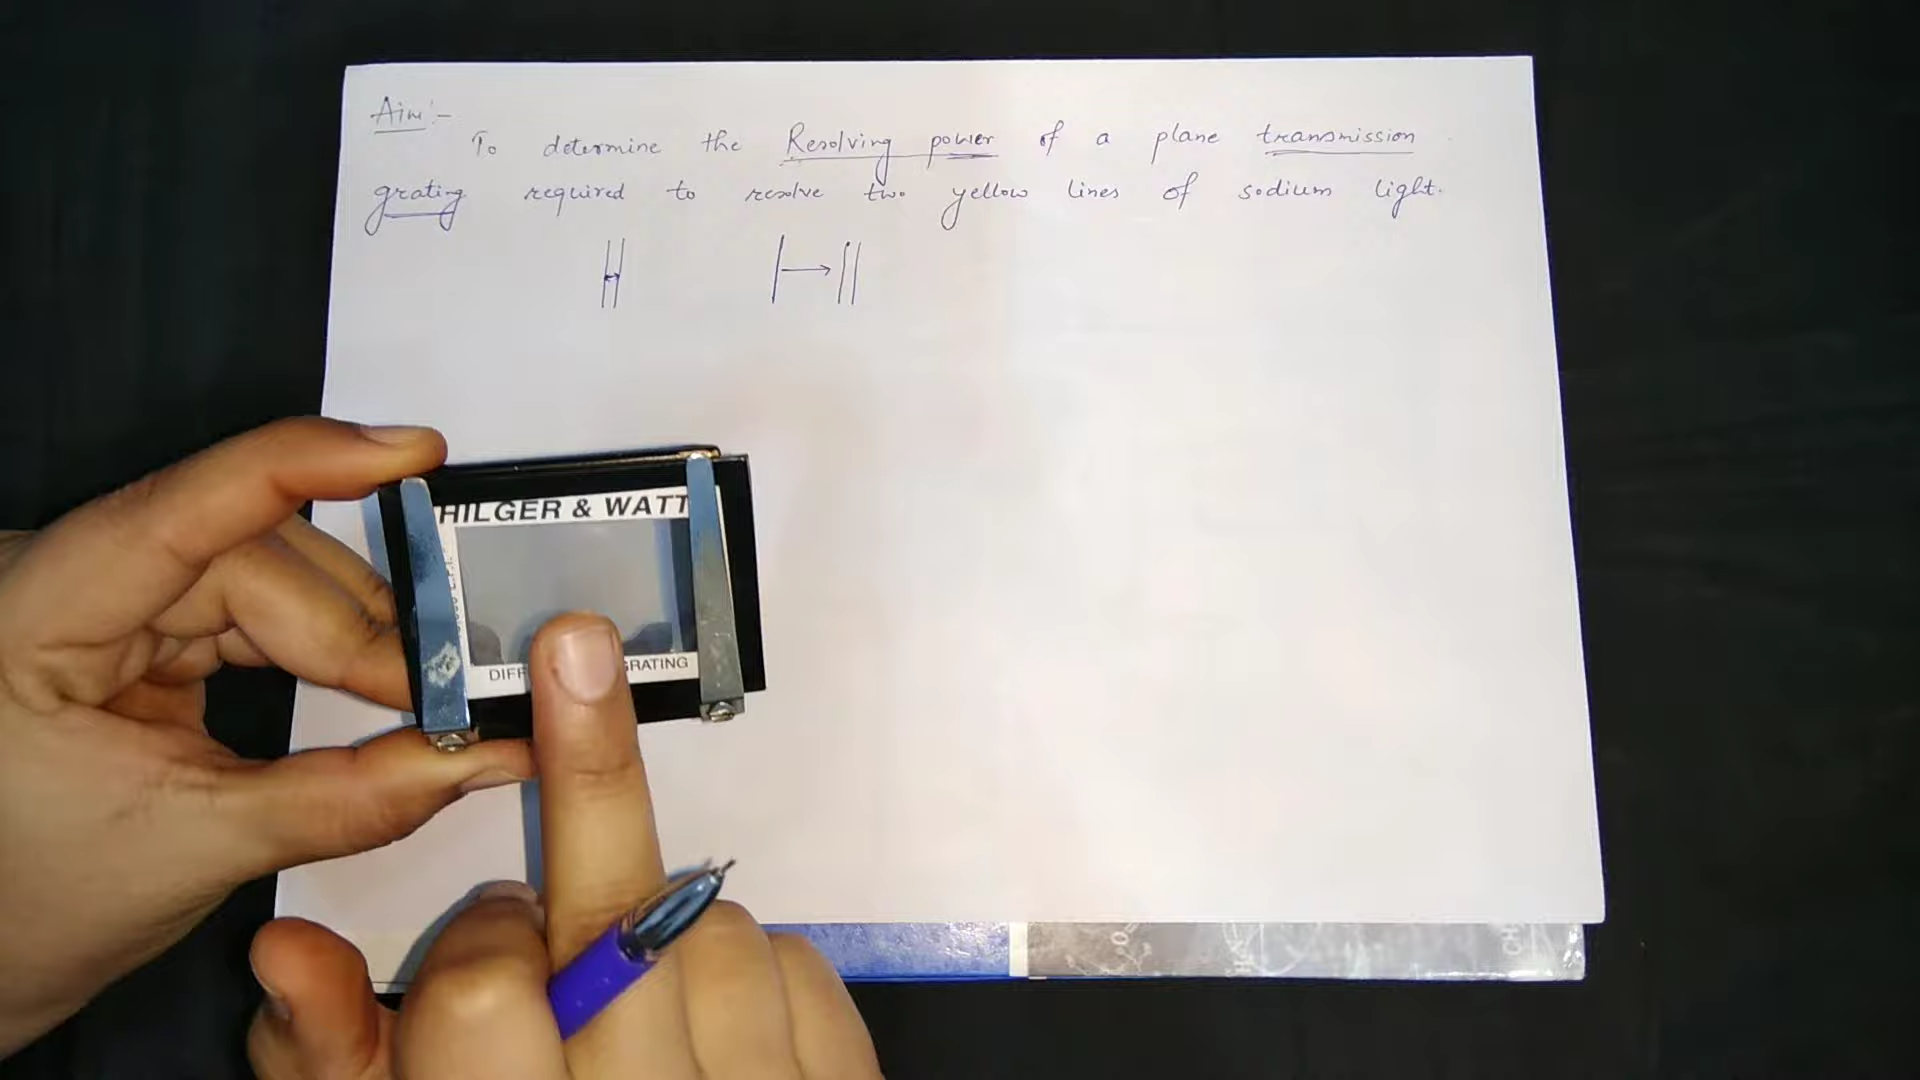 Aim:-
To determine the Resolving power of a plane transmission
grating required to resolve two yellow lines of sodium light.
HILGER & WATT
DIFF GRATING